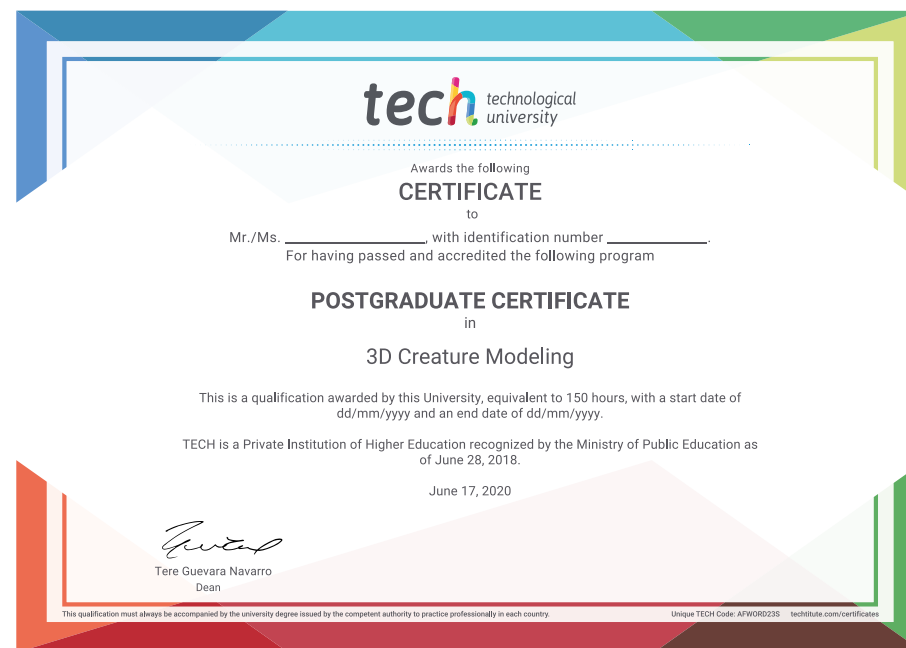 tech technological
university
Awards the following
CERTIFICATE
to
Mr./Ms. ____________________, with identification number ______________.
For having passed and accredited the following program
POSTGRADUATE CERTIFICATE
in
3D Creature Modeling
This is a qualification awarded by this University, equivalent to 150 hours, with a start date of
dd/mm/yyyy and an end date of dd/mm/yyyy.
TECH is a Private Institution of Higher Education recognized by the Ministry of Public Education as
of June 28, 2018.
June 17, 2020
Tere Guevara Navarro
Dean
This qualification must always be accompanied by the university degree issued by the competent authority to practice professionally in each country. Unique TECH Code: AFWORD23S techtitute.com/certificates